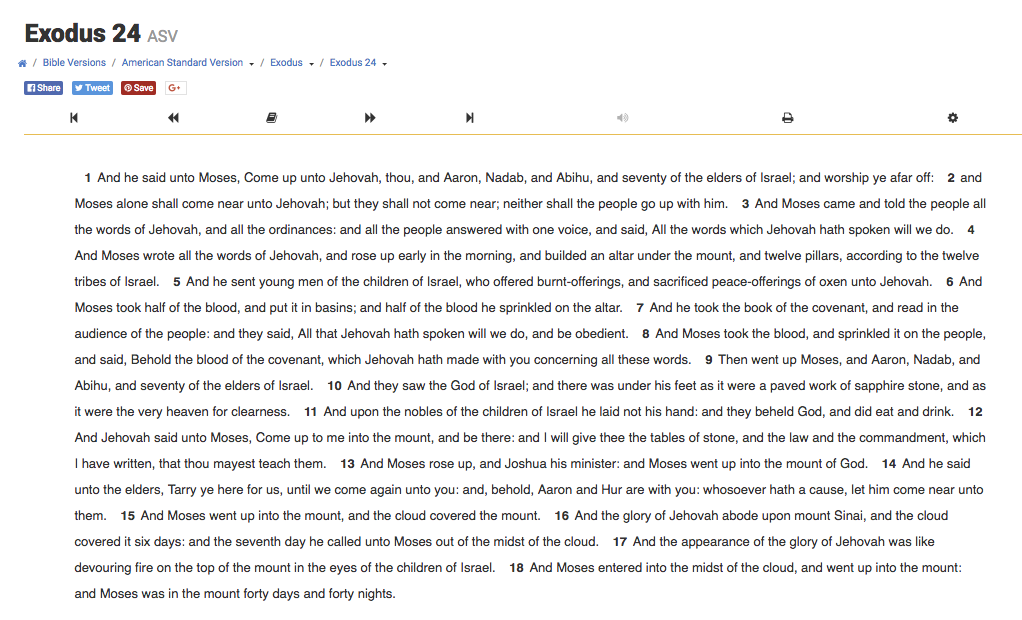 Exodus 24 ASV
/ Bible Versions / American Standard Version / Exodus / Exodus 24
Share Tweet Save G+
1 And he said unto Moses, Come up unto Jehovah, thou, and Aaron, Nadab, and Abihu, and seventy of the elders of Israel; and worship ye afar off: 2 and
Moses alone shall come near unto Jehovah; but they shall not come near; neither shall the people go up with him. 3 And Moses came and told the people all
the words of Jehovah, and all the ordinances: and all the people answered with one voice, and said, All the words which Jehovah hath spoken will we do. 4
And Moses wrote all the words of Jehovah, and rose up early in the morning, and builded an altar under the mount, and twelve pillars, according to the twelve
tribes of Israel. 5 And he sent young men of the children of Israel, who offered burnt-offerings, and sacrificed peace-offerings of oxen unto Jehovah. 6 And
Moses took half of the blood, and put it in basins; and half of the blood he sprinkled on the altar. 7 And he took the book of the covenant, and read in the
audience of the people: and they said, All that Jehovah hath spoken will we do, and be obedient. 8 And Moses took the blood, and sprinkled it on the people,
and said, Behold the blood of the covenant, which Jehovah hath made with you concerning all these words. 9 Then went up Moses, and Aaron, Nadab, and
Abihu, and seventy of the elders of Israel. 10 And they saw the God of Israel; and there was under his feet as it were a paved work of sapphire stone, and as
it were the very heaven for clearness. 11 And upon the nobles of the children of Israel he laid not his hand: and they beheld God, and did eat and drink. 12
And Jehovah said unto Moses, Come up to me into the mount, and be there: and I will give thee the tables of stone, and the law and the commandment, which
I have written, that thou mayest teach them. 13 And Moses rose up, and Joshua his minister: and Moses went up into the mount of God. 14 And he said
unto the elders, Tarry ye here for us, until we come again unto you: and, behold, Aaron and Hur are with you: whosoever hath a cause, let him come near unto
them. 15 And Moses went up into the mount, and the cloud covered the mount. 16 And the glory of Jehovah abode upon mount Sinai, and the cloud
covered it six days: and the seventh day he called unto Moses out of the midst of the cloud. 17 And the appearance of the glory of Jehovah was like
devouring fire on the top of the mount in the eyes of the children of Israel. 18 And Moses entered into the midst of the cloud, and went up into the mount:
and Moses was in the mount forty days and forty nights.